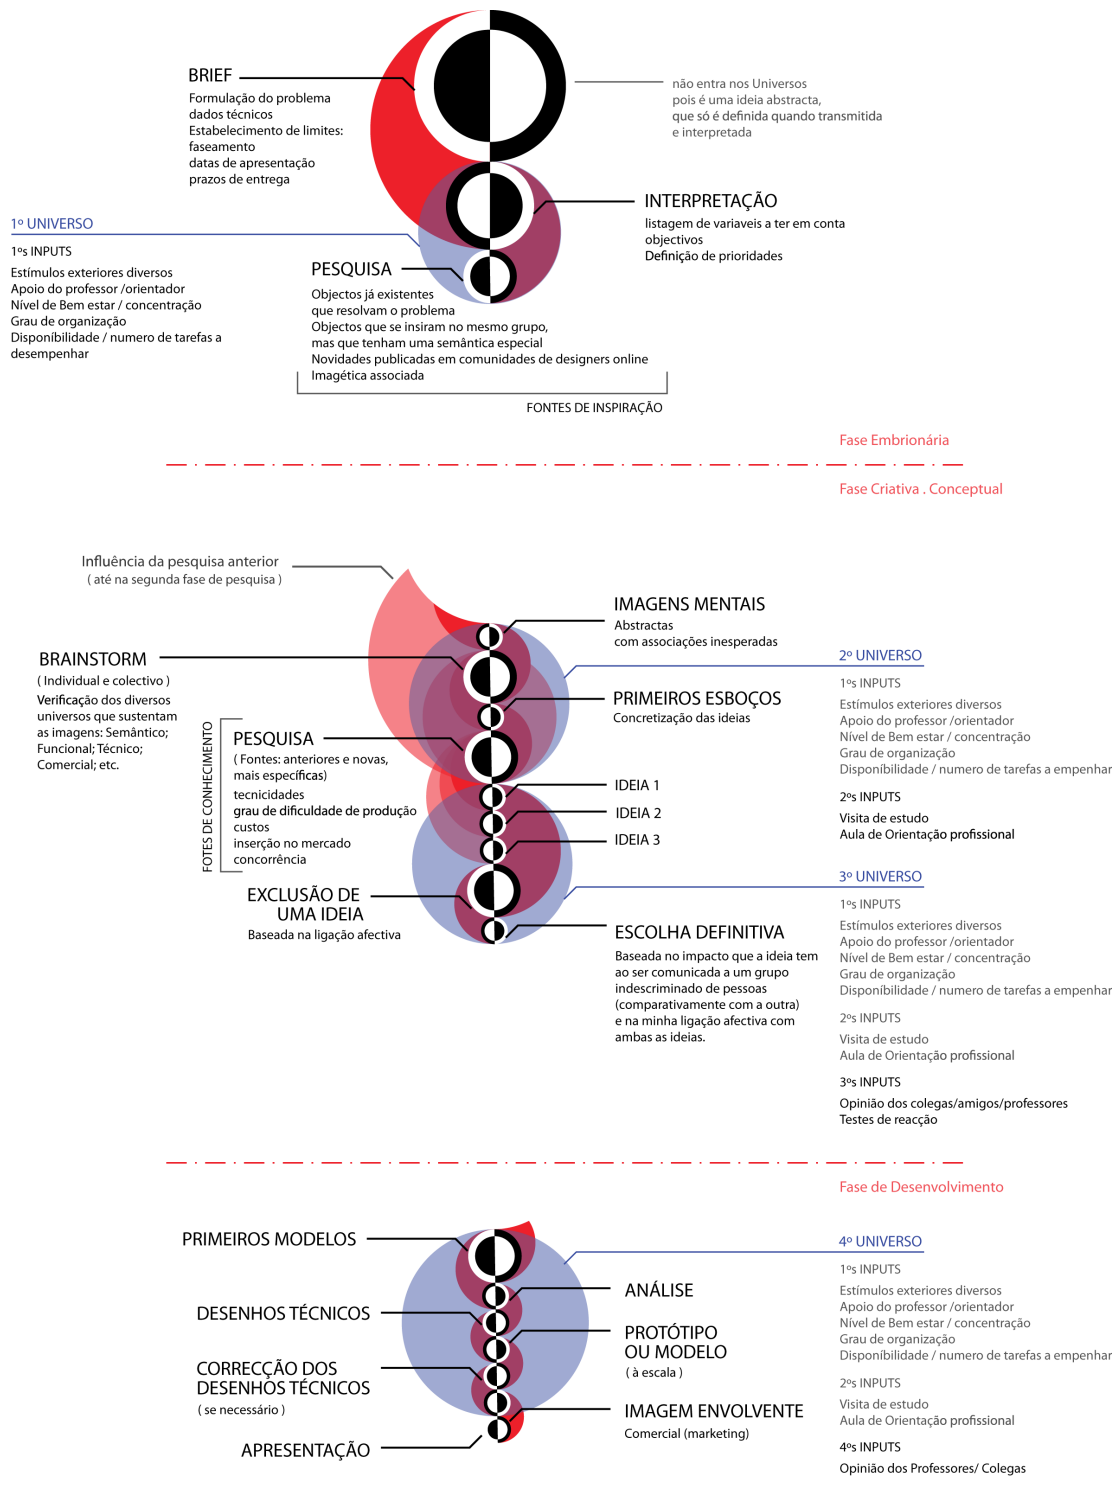 BRIEF
Formulação do problema
dados técnicos
Estabelecimento de limites:
faseamento
datas de apresentação
prazos de entrega
não entra nos Universos
pois é uma ideia abstracta,
que só é definida quando transmitida
e interpretada
INTERPRETAÇÃO
listagem de variaveis a ter em conta
objectivos
Definição de prioridades
1º UNIVERSO
1ºs INPUTS
Estímulos exteriores diversos
Apoio do professor /orientador
Nível de Bem estar / concentração
Grau de organização
Disponíbilidade / numero de tarefas a
desempenhar
PESQUISA
Objectos já existentes
que resolvam o problema
Objectos que se insiram no mesmo grupo,
mas que tenham uma semântica especial
Novidades publicadas em comunidades de designers online
Imagética associada
FONTES DE INSPIRAÇÃO
Fase Embrionária
Fase Criativa . Conceptual
Influência da pesquisa anterior
( até na segunda fase de pesquisa )
IMAGENS MENTAIS
Abstractas
com associações inesperadas
BRAINSTORM
( Individual e colectivo )
Verificação dos diversos
universos que sustentam
as imagens: Semântico;
Funcional; Técnico;
Comercial; etc.
PRIMEIROS ESBOÇOS
Concretização das ideias
FOTES DE CONHECIMENTO
PESQUISA
( Fontes: anteriores e novas,
mais específicas)
tecnicidades
grau de dificuldade de produção
custos
inserção no mercado
concorrência
IDEIA 1
IDEIA 2
IDEIA 3
EXCLUSÃO DE
UMA IDEIA
Baseada na ligação afectiva
ESCOLHA DEFINITIVA
Baseada no impacto que a ideia tem
ao ser comunicada a um grupo
indescriminado de pessoas
(comparativamente com a outra)
e na minha ligação afectiva com
ambas as ideias.
2º UNIVERSO
1ºs INPUTS
Estímulos exteriores diversos
Apoio do professor /orientador
Nível de Bem estar / concentração
Grau de organização
Disponíbilidade / numero de tarefas a empenhar
2ºs INPUTS
Visita de estudo
Aula de Orientação profissional
3º UNIVERSO
1ºs INPUTS
Estímulos exteriores diversos
Apoio do professor /orientador
Nível de Bem estar / concentração
Grau de organização
Disponíbilidade / numero de tarefas a empenhar
2ºs INPUTS
Visita de estudo
Aula de Orientação profissional
3ºs INPUTS
Opinião dos colegas/amigos/professores
Testes de reacção
Fase de Desenvolvimento
PRIMEIROS MODELOS
ANÁLISE
DESENHOS TÉCNICOS
PROTÓTIPO
OU MODELO
( à escala )
CORRECÇÃO DOS
DESENHOS TÉCNICOS
( se necessário )
IMAGEM ENVOLVENTE
Comercial (marketing)
APRESENTAÇÃO
4º UNIVERSO
1ºs INPUTS
Estímulos exteriores diversos
Apoio do professor /orientador
Nível de Bem estar / concentração
Grau de organização
Disponíbilidade / numero de tarefas a empenhar
2ºs INPUTS
Visita de estudo
Aula de Orientação profissional
4ºs INPUTS
Opinião dos Professores/ Colegas